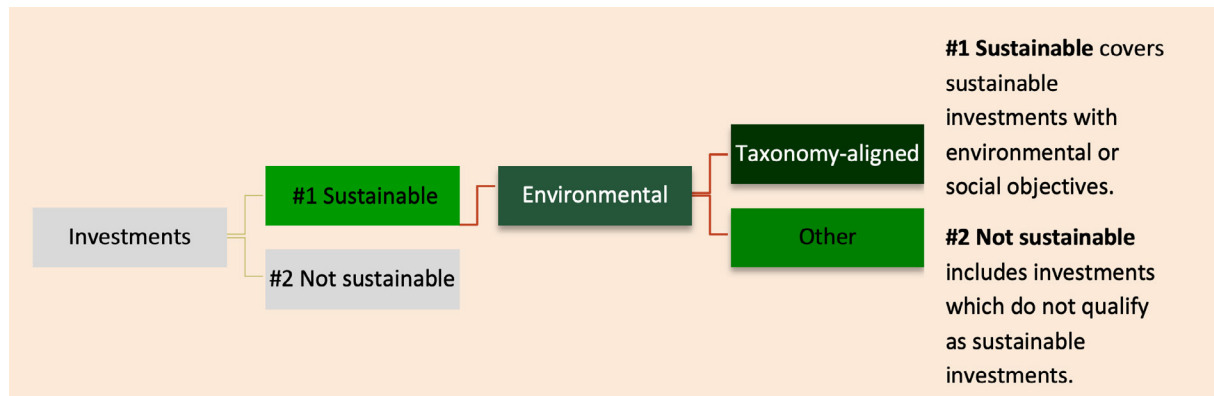 Investments
#1 Sustainable
#2 Not sustainable
Environmental
Taxonomy-aligned
Other
#1 Sustainable covers
sustainable
investments with
environmental or
social objectives.
#2 Not sustainable
includes investments
which do not qualify
as sustainable
investments.